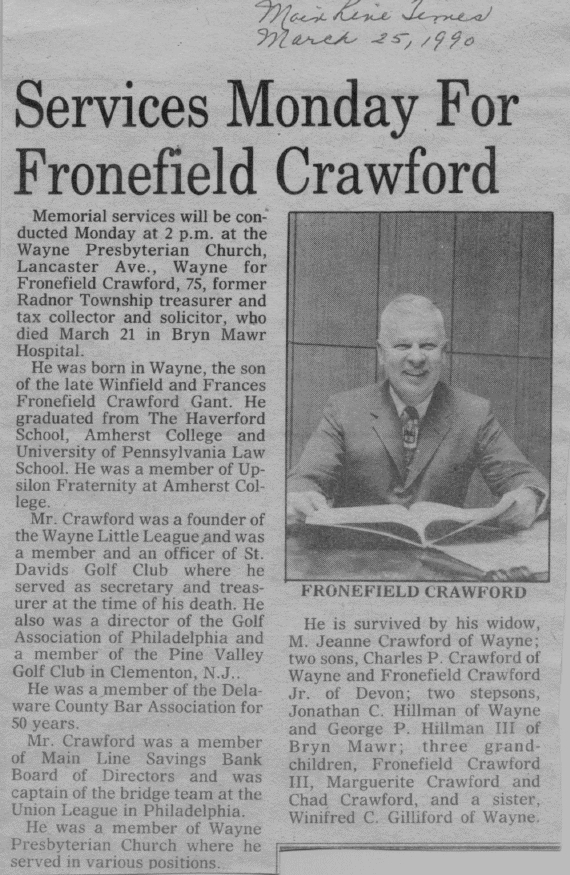 Main Line Times
March 25, 1990
Services Monday For
Fronefield Crawford
Memorial services will be con-
ducted Monday at 2 p.m. at the
Wayne Presbyterian Church,
Lancaster Ave., Wayne for
Fronefield Crawford, 75, former
Radnor Township treasurer and
tax collector and solicitor, who
died March 21 in Bryn Mawr
Hospital.
He was born in Wayne, the son
of the late Winfield and Frances
Fronefield Crawford Gant. He
graduated from The Haverford
School, Amherst College and
University of Pennsylvania Law
School. He was a member of Up-
silon Fraternity at Amherst Col-
lege.
Mr. Crawford was a founder of
the Wayne Little League and was
a member and an officer of St.
Davids Golf Club where he
served as secretary and treas-
urer at the time of his death. He
also was a director of the Golf
Association of Philadelphia and
a member of the Pine Valley
Golf Club in Clementon, N.J..
He was a member of the Dela-
ware County Bar Association for
50 years.
Mr. Crawford was a member
of Main Line Savings Bank
Board of Directors and was
captain of the bridge team at the
Union League in Philadelphia.
He was a member of Wayne
Presbyterian Church where he
served in various positions.
FRONEFIELD CRAWFORD
He is survived by his widow,
M. Jeanne Crawford of Wayne;
two sons, Charles P. Crawford of
Wayne and Fronefield Crawford
Jr. of Devon; two stepsons,
Jonathan C. Hillman of Wayne
and George P. Hillman III of
Bryn Mawr; three grand-
children, Fronefield Crawford
III, Marguerite Crawford and
Chad Crawford, and a sister,
Winifred C. Gilliford of Wayne.